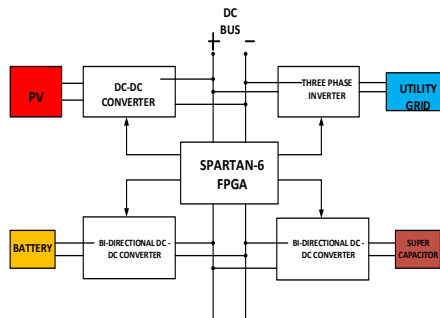 DC
BUS
+ −
PV
DC-DC
CONVERTER
THREE PHASE
INVERTER
UTILITY
GRID
SPARTAN-6
FPGA
BATTERY
BI-DIRECTIONAL DC -
DC CONVERTER
BI-DIRECTIONAL DC -
DC CONVERTER
SUPER
CAPACITOR